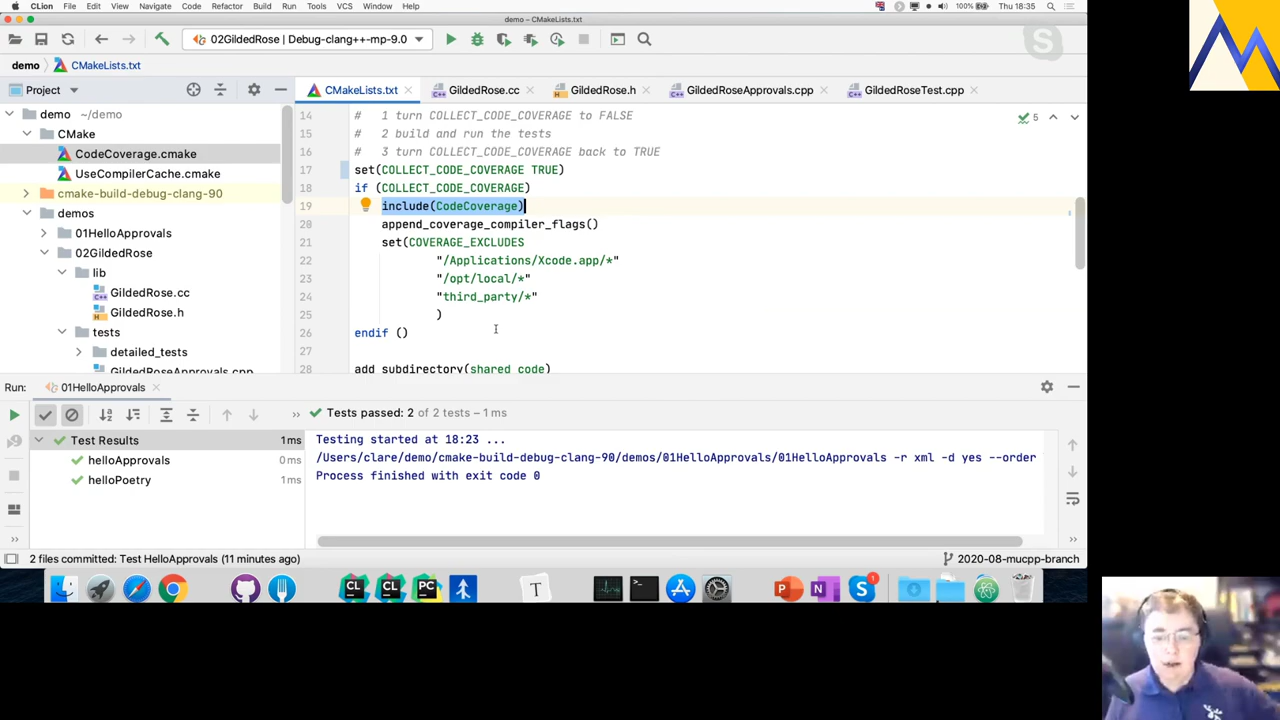 CLion File Edit View Navigate Code Refactor Build Run Tools VCS Window Help 100% Thu 18:35
demo – CMakeLists.txt
02GildedRose | Debug-clang++-mp-9.0
demo CMakeLists.txt
Project
CMakeLists.txt GildedRose.cc GildedRose.h GildedRoseApprovals.cpp GildedRoseTest.cpp
demo ~/demo
CMake
CodeCoverage.cmake
UseCompilerCache.cmake
cmake-build-debug-clang-90
demos
01HelloApprovals
02GildedRose
lib
GildedRose.cc
GildedRose.h
tests
detailed_tests
GildedRoseApprovals.cpp
14 # 1 turn COLLECT_CODE_COVERAGE to FALSE
15 # 2 build and run the tests
16 # 3 turn COLLECT_CODE_COVERAGE back to TRUE
17 set(COLLECT_CODE_COVERAGE TRUE)
18 if (COLLECT_CODE_COVERAGE)
19 include(CodeCoverage)
20 append_coverage_compiler_flags()
21 set(COVERAGE_EXCLUDES
22 "/Applications/Xcode.app/*"
23 "/opt/local/*"
24 "third_party/*"
25 )
26 endif ()
27
28 add_subdirectory(shared_code)
5
Run: 01HelloApprovals
Tests passed: 2 of 2 tests – 1 ms
Test Results 1 ms
helloApprovals 0 ms
helloPoetry 1 ms
Testing started at 18:23 ...
/Users/clare/demo/cmake-build-debug-clang-90/demos/01HelloApprovals/01HelloApprovals -r xml -d yes --order
Process finished with exit code 0
2 files committed: Test HelloApprovals (11 minutes ago) 2020-08-mucpp-branch
CL CL PC T P N S 1